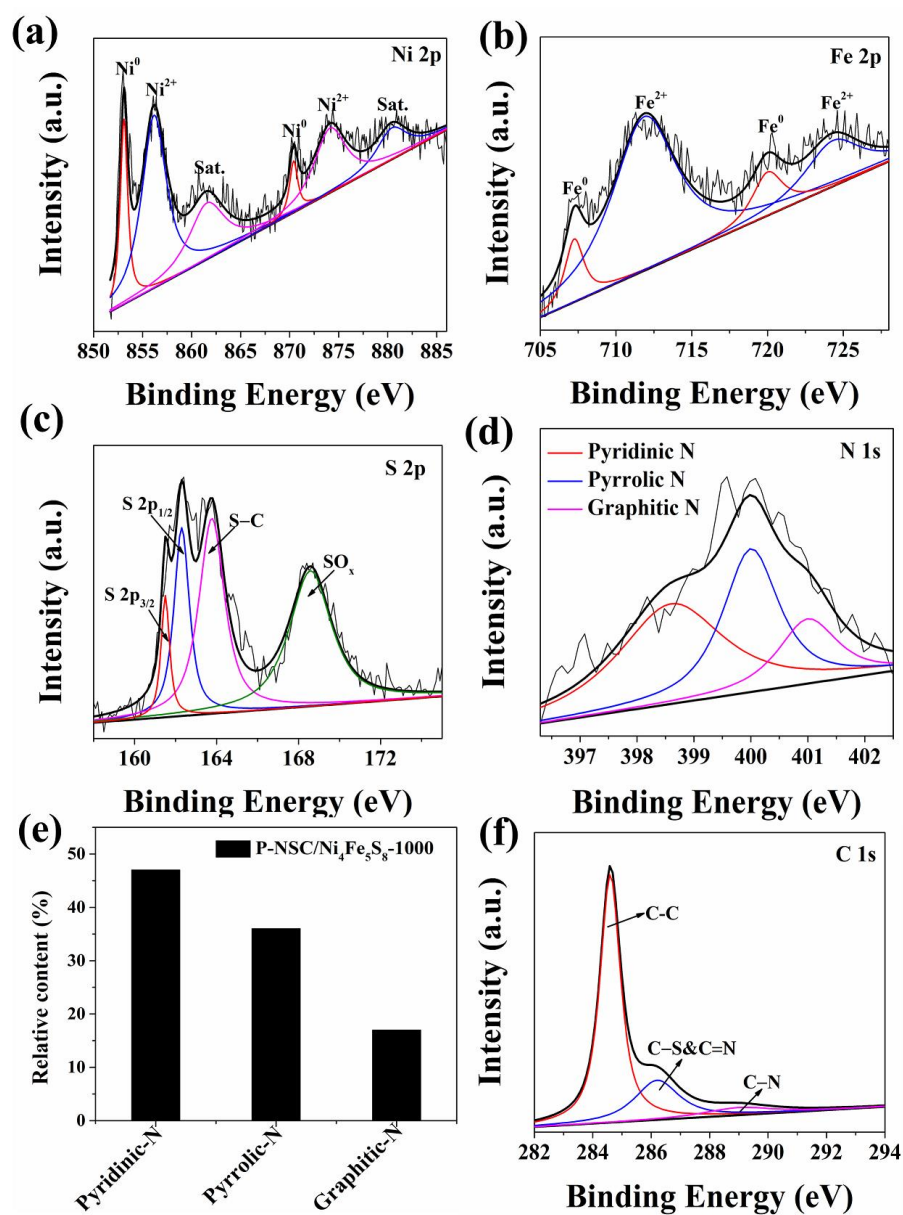 (a)
Ni 2p
Ni⁰
Ni²⁺
Sat.
Ni⁰
Ni²⁺
Sat.
Intensity (a.u.)
850 855 860 865 870 875 880 885
Binding Energy (eV)
(b)
Fe 2p
Fe⁰
Fe²⁺
Fe⁰
Fe²⁺
Intensity (a.u.)
705 710 715 720 725
Binding Energy (eV)
(c)
S 2p
S 2p₁/₂
S 2p₃/₂
S–C
SOₓ
Intensity (a.u.)
160 164 168 172
Binding Energy (eV)
(d)
N 1s
Pyridinic N
Pyrrolic N
Graphitic N
Intensity (a.u.)
397 398 399 400 401 402
Binding Energy (eV)
(e)
P-NSC/Ni₄Fe₅S₈-1000
Relative content (%)
50
40
30
20
10
0
Pyridinic-N
Pyrrolic-N
Graphitic-N
(f)
C 1s
C-C
C–S&C=N
C–N
Intensity (a.u.)
282 284 286 288 290 292 294
Binding Energy (eV)